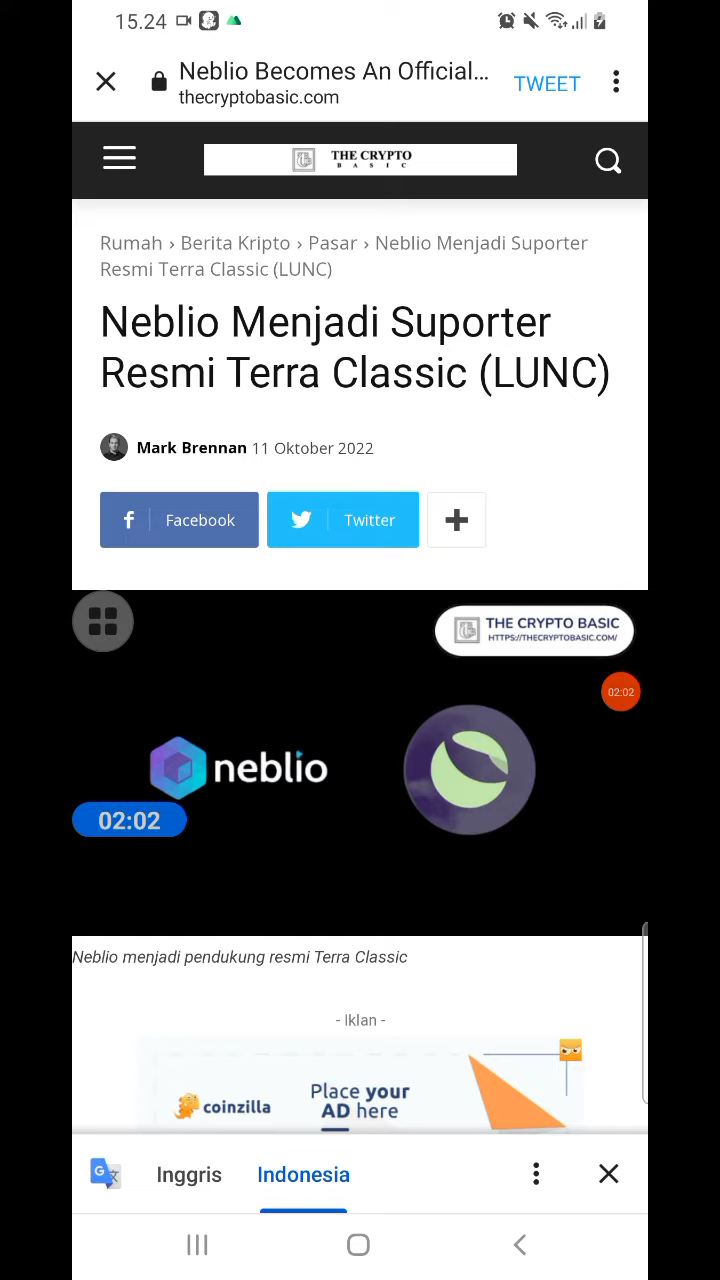 15.24
Neblio Becomes An Official...
thecryptobasic.com
TWEET
THE CRYPTO
BASIC
Rumah › Berita Kripto › Pasar › Neblio Menjadi Suporter
Resmi Terra Classic (LUNC)
Neblio Menjadi Suporter
Resmi Terra Classic (LUNC)
Mark Brennan 11 Oktober 2022
Facebook
Twitter
THE CRYPTO BASIC
HTTPS://THECRYPTOBASIC.COM/
02:02
neblio
02:02
Neblio menjadi pendukung resmi Terra Classic
- Iklan -
coinzilla
Place your
AD here
Inggris
Indonesia